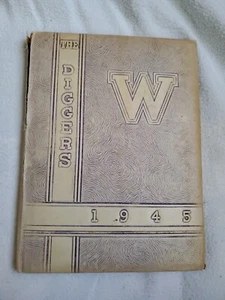 THE
DIGGERS
W
1945